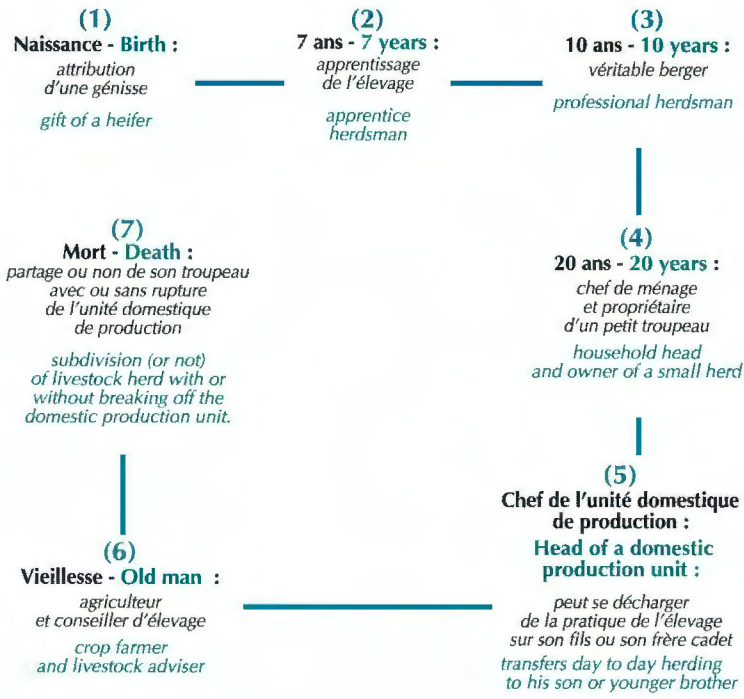 (1)
Naissance - Birth :
attribution
d'une génisse
gift of a heifer
(2)
7 ans - 7 years :
apprentissage
de l'élevage
apprentice
herdsman
(3)
10 ans - 10 years :
véritable berger
professional herdsman
(4)
20 ans - 20 years :
chef de ménage
et propriétaire
d'un petit troupeau
household head
and owner of a small herd
(5)
Chef de l'unité domestique
de production :
Head of a domestic
production unit :
peut se décharger
de la pratique de l'élevage
sur son fils ou son frère cadet
transfers day to day herding
to his son or younger brother
(6)
Vieillesse - Old man :
agriculteur
et conseiller d'élevage
crop farmer
and livestock adviser
(7)
Mort - Death :
partage ou non de son troupeau
avec ou sans rupture
de l'unité domestique
de production
subdivision (or not)
of livestock herd with or
without breaking off the
domestic production unit.